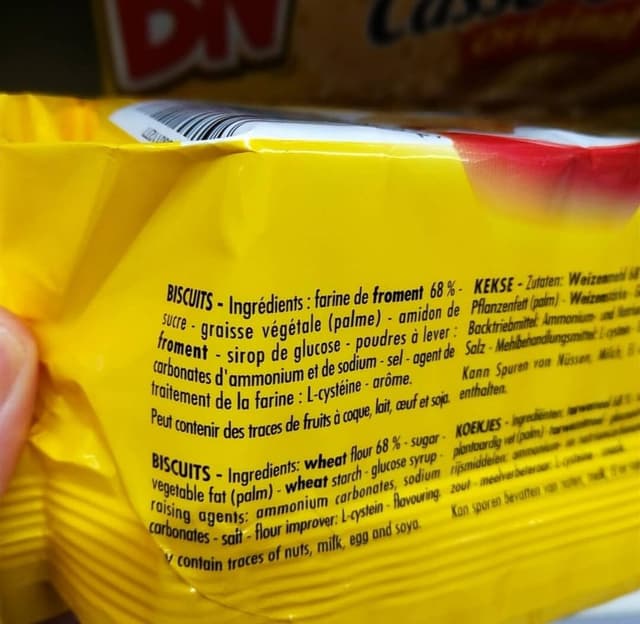 BN
Casse
Original
BISCUITS - Ingrédients : farine de froment 68 % -
sucre - graisse végétale (palme) - amidon de
froment - sirop de glucose - poudres à lever :
carbonates d'ammonium et de sodium - sel - agent de
traitement de la farine : L-cystéine - arôme.
Peut contenir des traces de fruits à coque, lait, œuf et soja.
KEKSE - Zutaten: Weizenmehl
Pflanzenfett (palm) - Weizenstärke
Backtriebmittel: Ammonium- und
Salz - Mehlbehandlungsmittel: L-cystein
Kann Spuren von Nüssen, Milch,
enthalten.
BISCUITS - Ingredients: wheat flour 68 % - sugar -
vegetable fat (palm) - wheat starch - glucose syrup -
raising agents: ammonium carbonates, sodium
carbonates - salt - flour improver: L-cystein - flavouring.
contain traces of nuts, milk, egg and soya.
KOEKJES - Ingrediënten: tarwemeel
plantaardig vet (palm)
rijsmiddelen: ammonium
zout - meelverbeteraar: L-cysteine
Kan sporen bevatten van noten, melk,